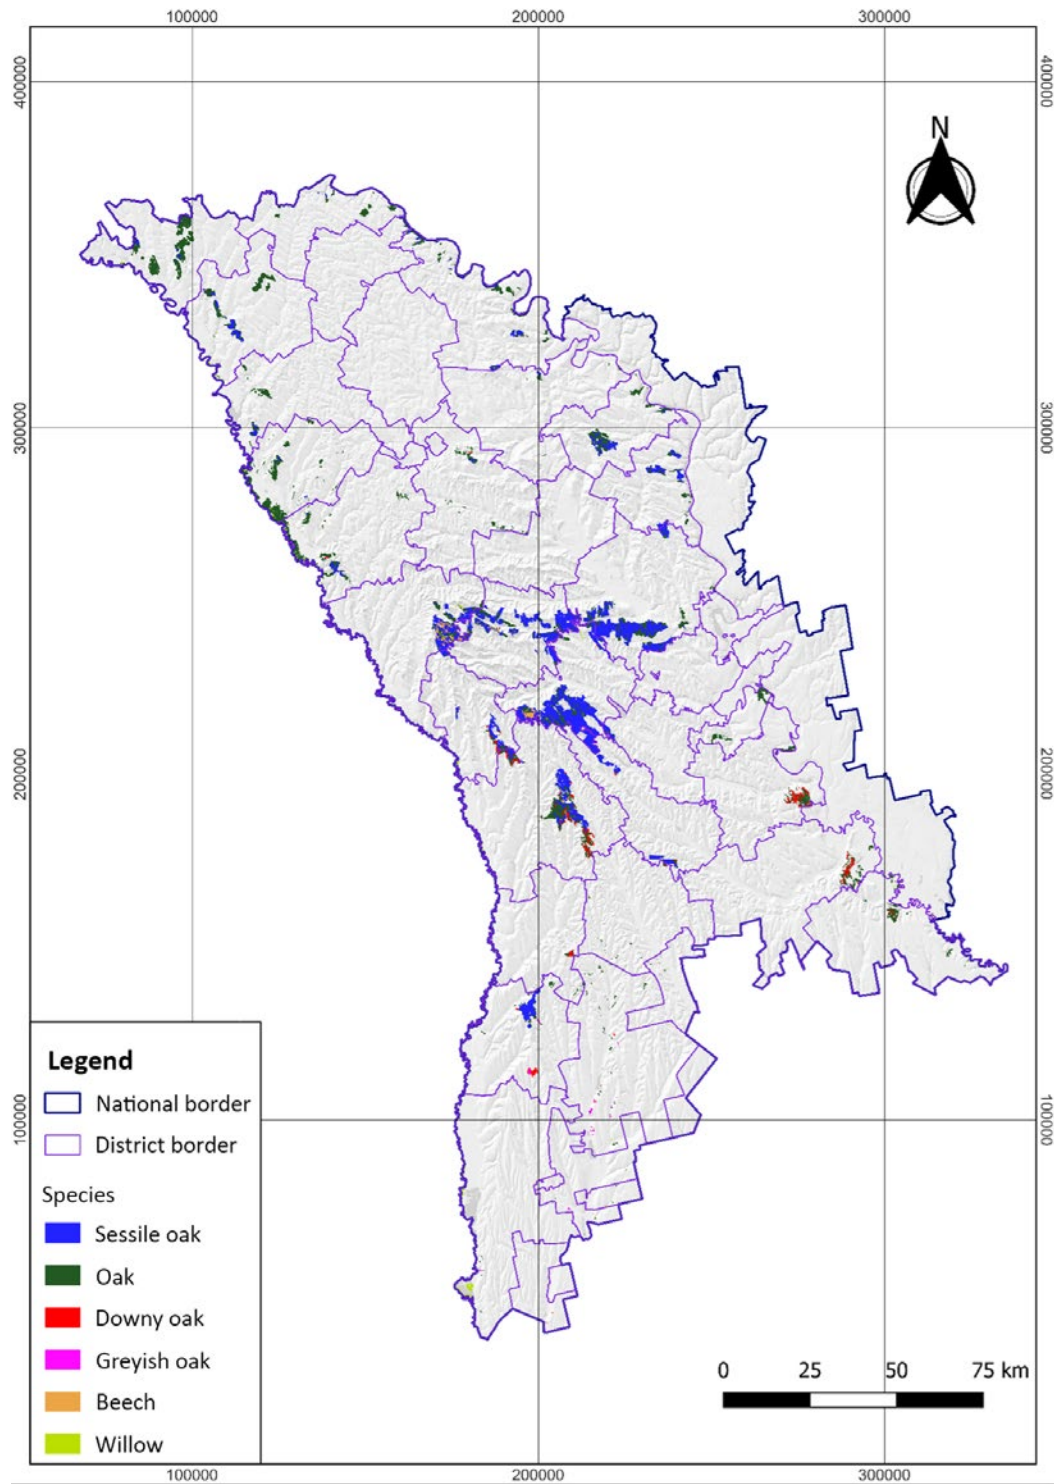 100000 200000 300000
400000 400000
N
300000 300000
200000 200000
Legend
National border
100000 District border 100000
Species
Sessile oak
Oak
Downy oak
Greyish oak
0 25 50 75 km
Beech
Willow
100000 200000 300000